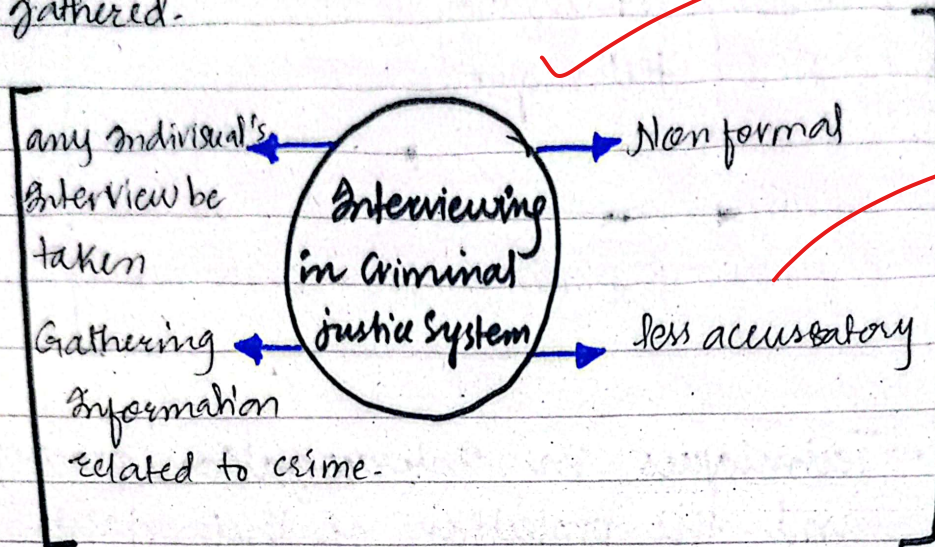 gathered.
any Individual's
Interview be
taken
Gathering
Information
related to crime.
Interviewing
in Criminal
justice System
Non formal
less accusatory